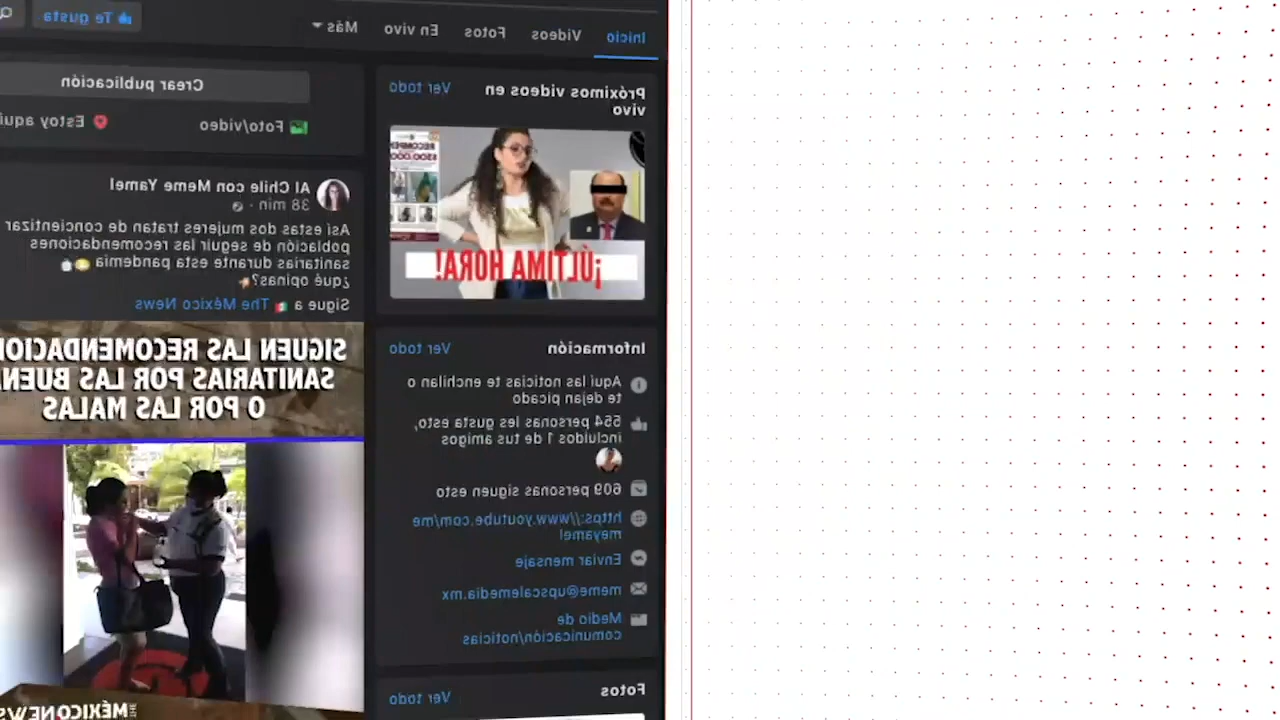 Te gusta
Inicio
Videos
Fotos
En vivo
Más
Próximos videos en
vivo
Ver todo
¡ÚLTIMA HORA!
Información
Ver todo
Aquí las noticias te enchilan o
te dejan picado
554 personas les gusta esto,
incluidos 1 de tus amigos
609 personas siguen esto
https://www.youtube.com/me
meyamel
Enviar mensaje
meme@upscalemedia.mx
Medio de
comunicación/noticias
Fotos
Ver todo
Crear publicación
Foto/video
Estoy aquí
Al Chile con Meme Yamel
38 min ·
Así estas dos mujeres tratan de concientizar
población de seguir las recomendaciones
sanitarias durante esta pandemia
¿qué opinas?
Sigue a The México News
SIGUEN LAS RECOMENDACION
SANITARIAS POR LAS BUENA
O POR LAS MALAS
THE MÉXICO NEWS